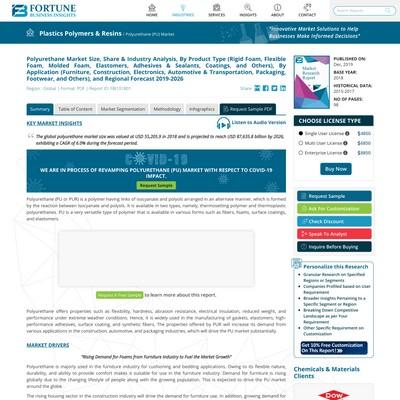 FORTUNE
BUSINESS INSIGHTS
HOME
INDUSTRIES
SERVICES
INSIGHTS
ABOUT US
CONTACT US
Plastics Polymers & Resins / Polyurethane (PU) Market
"Innovative Market Solutions to Help
Businesses Make Informed Decisions"
Polyurethane Market Size, Share & Industry Analysis, By Product Type (Rigid Foam, Flexible
Foam, Molded Foam, Elastomers, Adhesives & Sealants, Coatings, and Others), By
Application (Furniture, Construction, Electronics, Automotive & Transportation, Packaging,
Footwear, and Others), and Regional Forecast 2019-2026
Region : Global | Format: PDF | Report ID: FBI101801
Share
Summary
Table of Content
Market Segmentation
Methodology
Infographics
Request Sample PDF
KEY MARKET INSIGHTS
Listen to Audio Version
The global polyurethane market size was valued at USD 55,205.9 in 2018 and is projected to reach USD 87,635.8 billion by 2026,
exhibiting a CAGR of 6.0% during the forecast period.
COVID-19
WE ARE IN PROCESS OF REVAMPING POLYURETHANE (PU) MARKET WITH RESPECT TO COVID-19
IMPACT.
Request Sample
Polyurethane (PU or PUR) is a polymer having links of isocyanate and polyols arranged in an alternate manner, which is formed
by the reaction between isocyanate and polyols. It is available in two types, namely, thermosetting polymer and thermoplastic
polyurethanes. PU is a very versatile type of polymer that is available in various forms such as fibers, foams, surface coatings,
and elastomers.
Request A Free Sample to learn more about this report.
Polyurethane offers properties such as flexibility, hardness, abrasion resistance, electrical insulation, reduced weight, and
performance under extreme weather conditions. Hence, it is widely used in the manufacturing of gaskets, elastomers, high-
performance adhesives, surface coating, and synthetic fibers. The properties offered by PUR will increase its demand from
various applications in the construction, automotive, and packaging industries, which will drive the PU market during the
forecast period.
MARKET DRIVERS
"Rising Demand for Foams from Furniture Industry to Fuel the Market Growth"
Polyurethane is majorly used in the furniture industry for cushioning and bedding applications. Owing to its flexible nature,
durability, and ability to provide comfort makes it suitable for use in the furniture industry. Demand for furniture is rising
globally due to the changing lifestyle of people along with the growing population. This is expected to drive the PU market
around the globe.
The rising housing sector in the construction industry will drive the demand for furniture. In addition, an increase in the
Market
Research
Report
PUBLISHED ON:
Dec, 2019
BASE YEAR:
2018
HISTORICAL DATA:
2015-2017
NO OF PAGES:
98
CHOOSE LICENSE TYPE
Single User License
$4850
Multi User License
$5850
Enterprise License
$6850
Buy Now
Request Sample
Ask For Customization
Check Discount
Speak To Analyst
Inquire Before Buying
Personalize this Research
Granular Research on Specified
Regions or Segments
Companies Profiled based on User
Requirement
Broader Insights Pertaining to a
Specific Segment or Region
Breaking Down Competitive
Landscape as per Your
Requirement
Other Specific Requirement on
Customization
Get 10% Free Customization
On This Report!
Chemicals & Materials
Clients
Dow